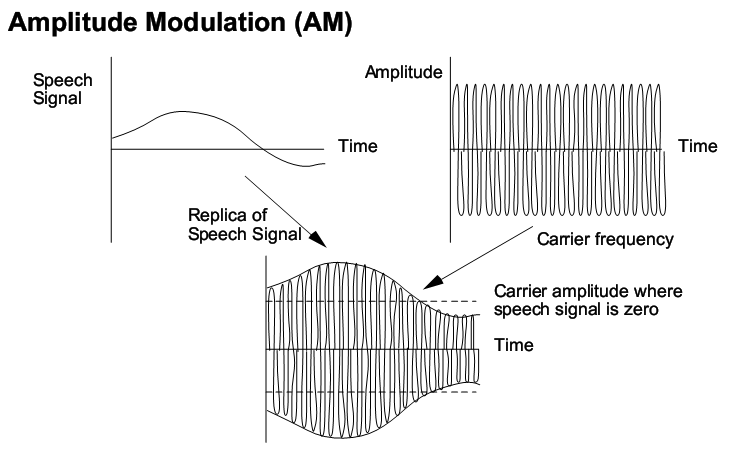 Amplitude Modulation (AM)
Speech
Signal
Time
Amplitude
Time
Replica of
Speech Signal
Carrier frequency
Carrier amplitude where
speech signal is zero
Time